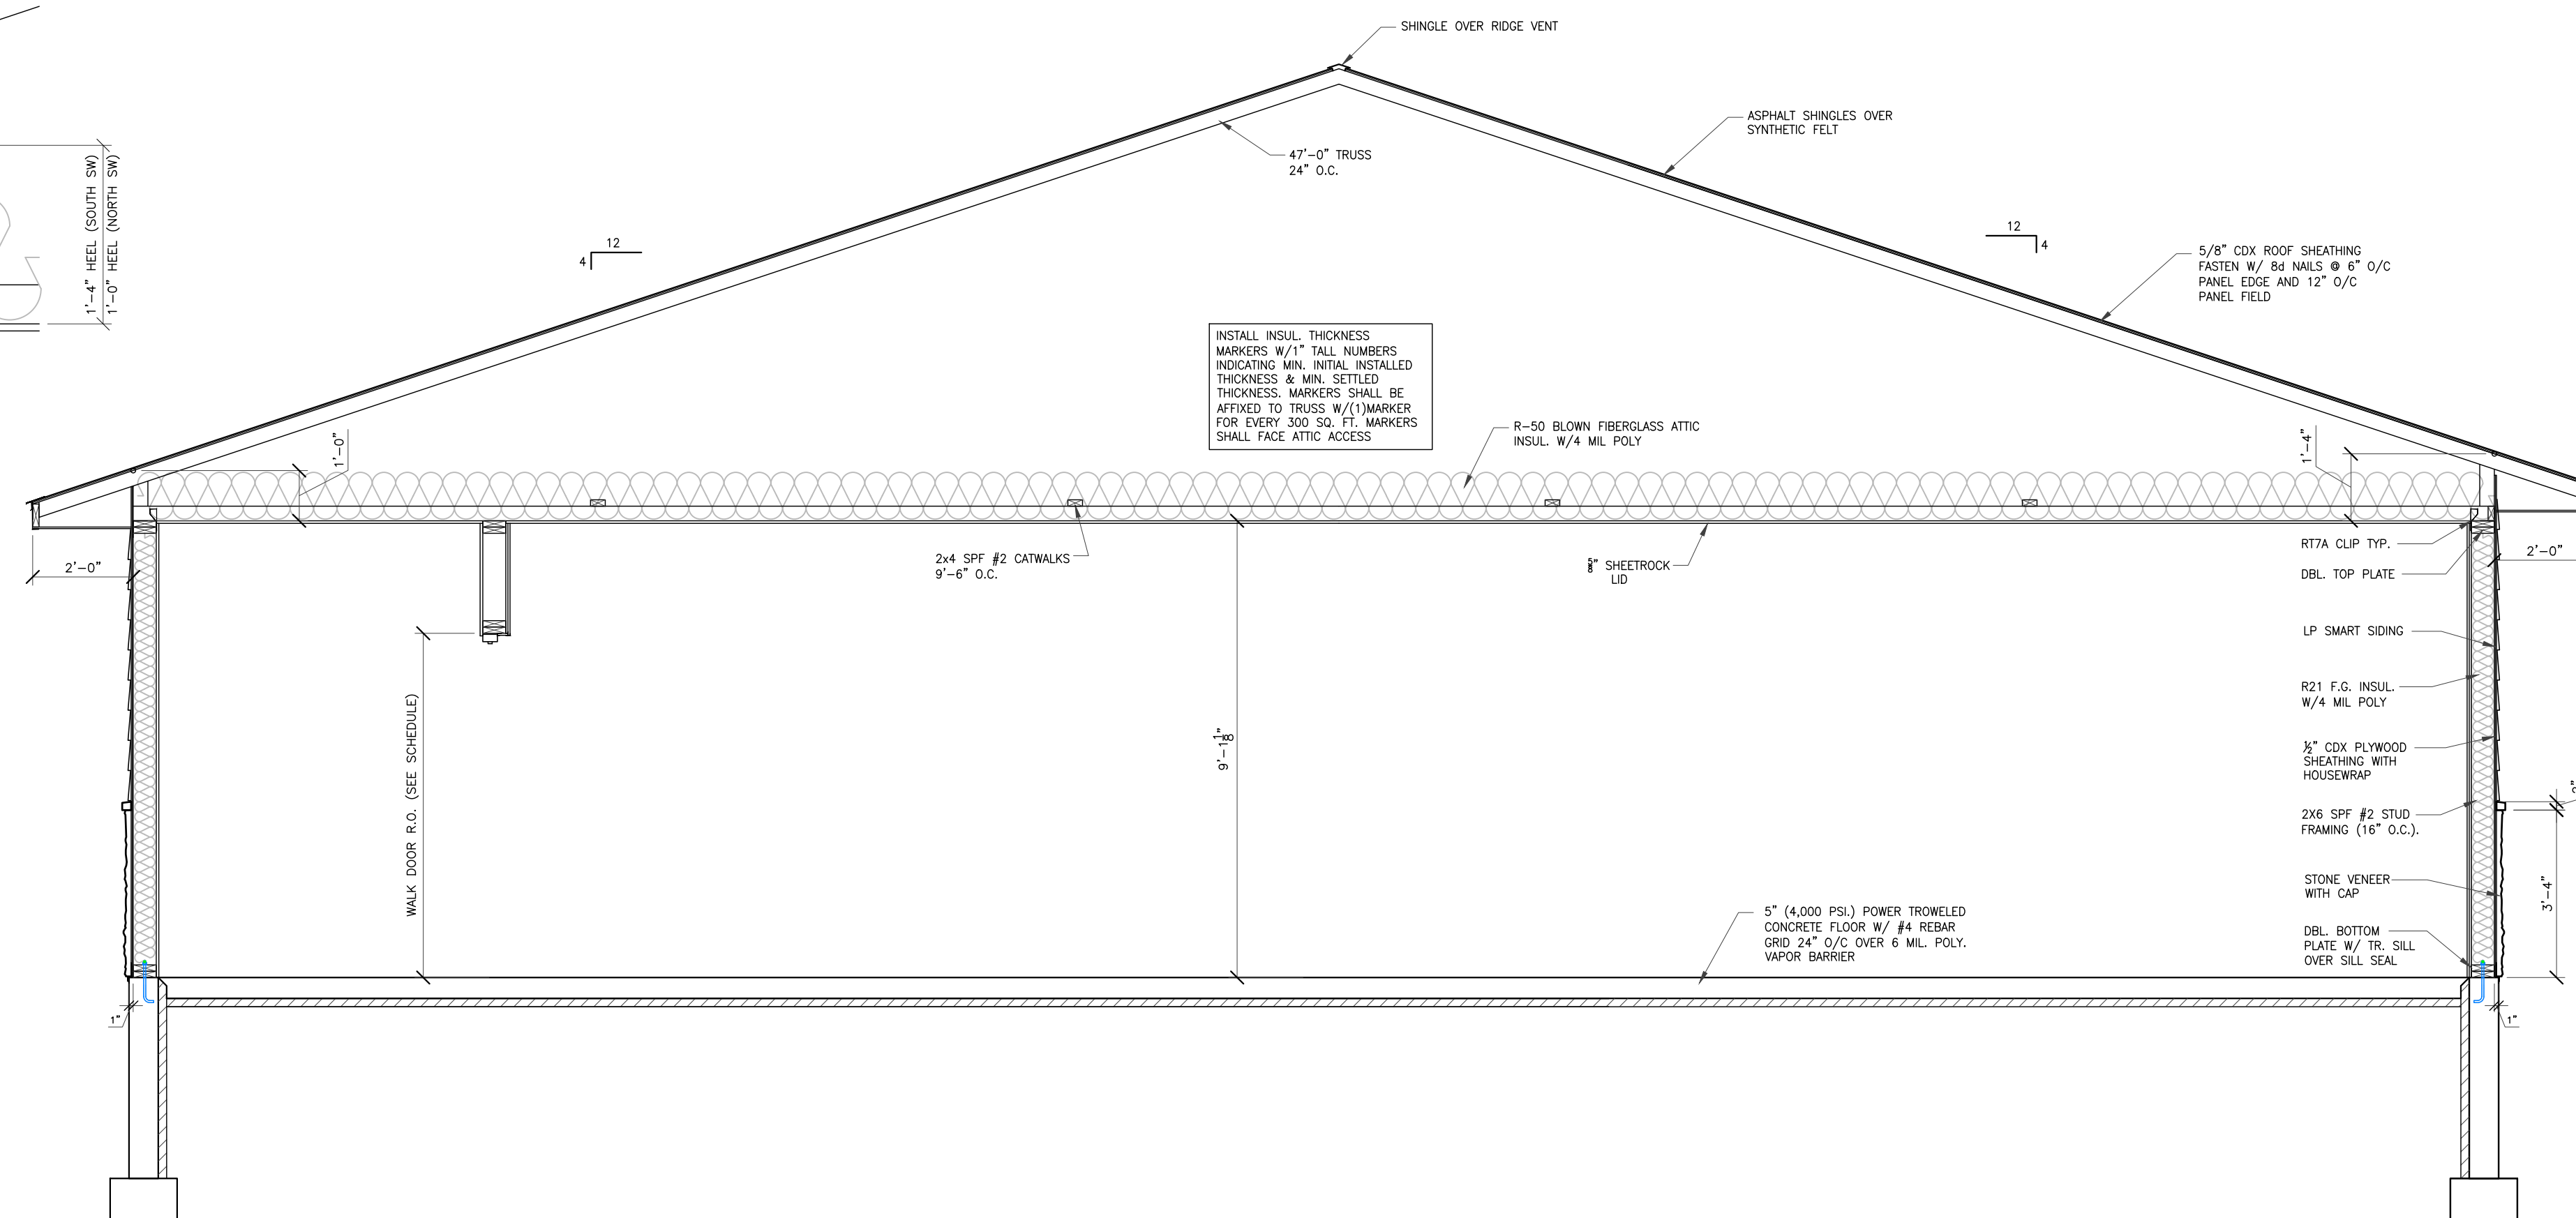 SHINGLE OVER RIDGE VENT
ASPHALT SHINGLES OVER
SYNTHETIC FELT
47'-0" TRUSS
24" O.C.
1'-4" HEEL (SOUTH SW)
1'-0" HEEL (NORTH SW)
12
4
12
4
5/8" CDX ROOF SHEATHING
FASTEN W/ 8d NAILS @ 6" O/C
PANEL EDGE AND 12" O/C
PANEL FIELD
INSTALL INSUL. THICKNESS
MARKERS W/1" TALL NUMBERS
INDICATING MIN. INITIAL INSTALLED
THICKNESS & MIN. SETTLED
THICKNESS. MARKERS SHALL BE
AFFIXED TO TRUSS W/(1)MARKER
FOR EVERY 300 SQ. FT. MARKERS
SHALL FACE ATTIC ACCESS
R-50 BLOWN FIBERGLASS ATTIC
INSUL. W/4 MIL POLY
1'-0"
1'-4"
2'-0"
2x4 SPF #2 CATWALKS
9'-6" O.C.
5/8" SHEETROCK
LID
RT7A CLIP TYP.
DBL. TOP PLATE
2'-0"
LP SMART SIDING
R21 F.G. INSUL.
W/4 MIL POLY
WALK DOOR R.O. (SEE SCHEDULE)
9'-1 1/8"
½" CDX PLYWOOD
SHEATHING WITH
HOUSEWRAP
2X6 SPF #2 STUD
FRAMING (16" O.C.).
STONE VENEER
WITH CAP
3'-4"
5" (4,000 PSI.) POWER TROWELED
CONCRETE FLOOR W/ #4 REBAR
GRID 24" O/C OVER 6 MIL. POLY.
VAPOR BARRIER
DBL. BOTTOM
PLATE W/ TR. SILL
OVER SILL SEAL
1"
1"